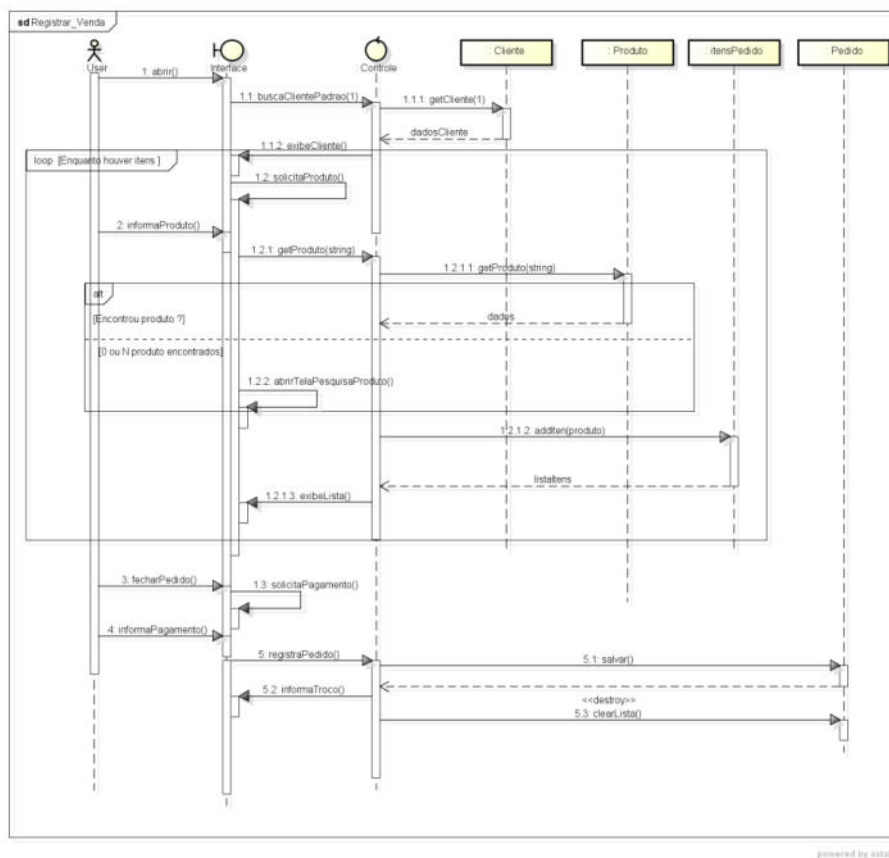 sd Registrar_Venda
User
Interface
Controle
: Cliente
: Produto
itensPedido
: Pedido
1: abrir()
1.1: buscaClientePadrao(1)
1.1.1: getCliente(1)
dadosCliente
1.1.2: exibeCliente()
loop [Enquanto houver itens ]
1.2: solicitaProduto()
2: informaProduto()
1.2.1: getProduto(string)
1.2.1.1: getProduto(string)
alt
[Encontrou produto ?]
dados
[0 ou N produto encontrados]
1.2.2: abrirTelaPesquisaProduto()
1.2.1.2: addIten(produto)
listaItens
1.2.1.3: exibeLista()
3: fecharPedido()
1.3: solicitaPagamento()
4: informaPagamento()
5: registraPedido()
5.1: salvar()
5.2: informaTroco()
<<destroy>>
5.3: clearLista()
powered by